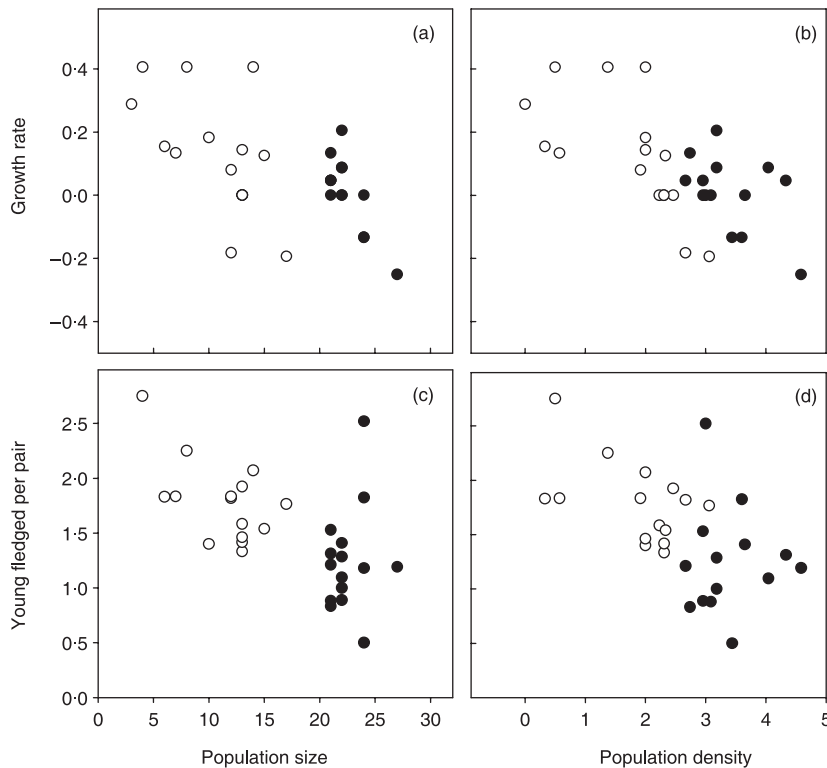 (a)
(b)
Growth rate
0·4
0·2
0·0
−0·2
−0·4
(c)
(d)
Young fledged per pair
2·5
2·0
1·5
1·0
0·5
0·0
0 5 10 15 20 25 30
0 1 2 3 4 5
Population size
Population density